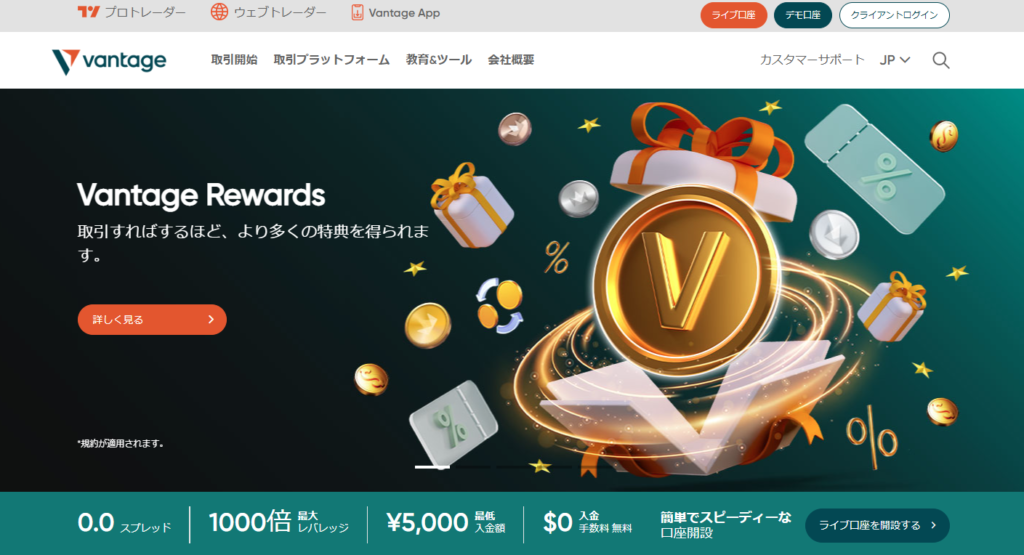 プロトレーダー ウェブトレーダー Vantage App ライブ口座 デモ口座 クライアントログイン
vantage 取引開始 取引プラットフォーム 教育&ツール 会社概要 カスタマーサポート JP
Vantage Rewards
取引すればするほど、より多くの特典を得られま
す。
詳しく見る
*規約が適用されます。
0.0 スプレッド
1000倍 最大
レバレッジ
¥5,000 最低
入金額
$0 入金
手数料 無料
簡単でスピーディーな
口座開設
ライブ口座を開設する